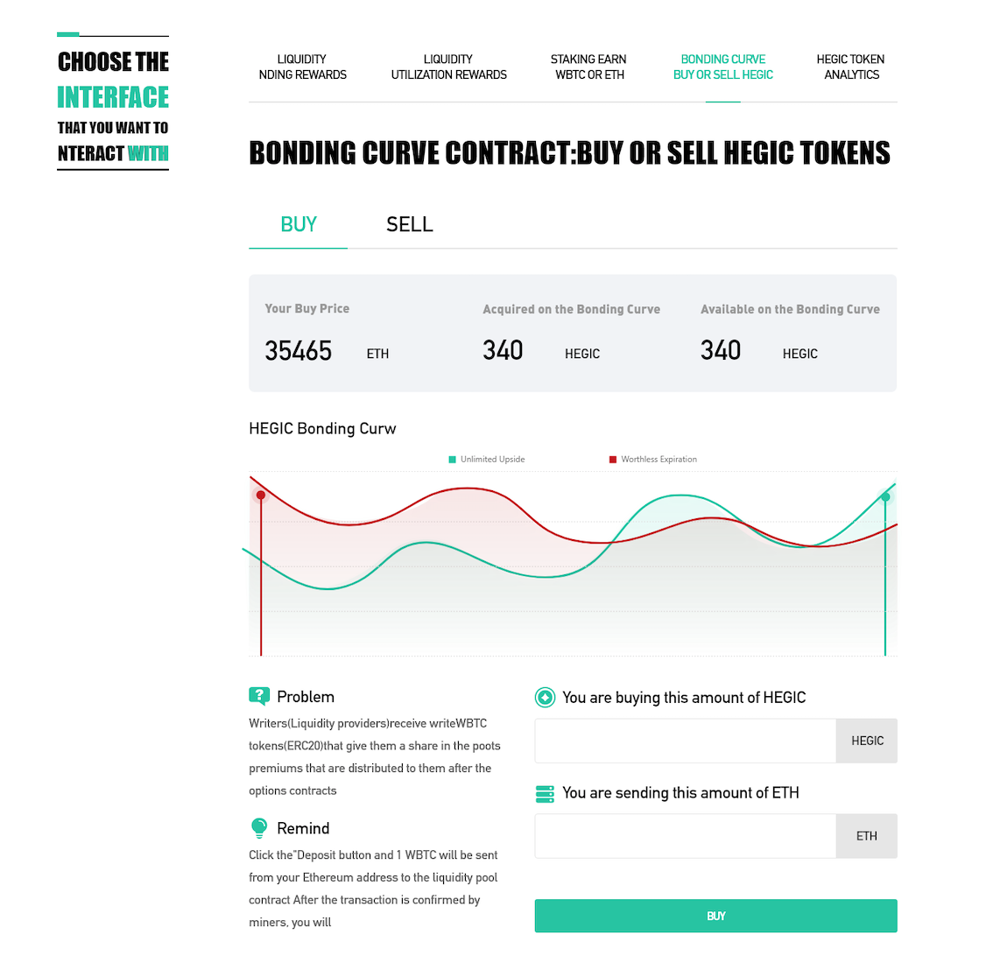 CHOOSE THE
INTERFACE
THAT YOU WANT TO
NTERACT WITH
LIQUIDITY
NDING REWARDS
LIQUIDITY
UTILIZATION REWARDS
STAKING EARN
WBTC OR ETH
BONDING CURVE
BUY OR SELL HEGIC
HEGIC TOKEN
ANALYTICS
BONDING CURVE CONTRACT:BUY OR SELL HEGIC TOKENS
BUY
SELL
Your Buy Price
35465 ETH
Acquired on the Bonding Curve
340 HEGIC
Available on the Bonding Curve
340 HEGIC
HEGIC Bonding Curw
Unlimited Upside
Worthless Expiration
Problem
Writers(Liquidity providers)receive writeWBTC
tokens(ERC20)that give them a share in the poots
premiums that are distributed to them after the
options contracts
Remind
Click the"Deposit button and 1 WBTC will be sent
from your Ethereum address to the liquidity pool
contract After the transaction is confirmed by
miners, you will
You are buying this amount of HEGIC
HEGIC
You are sending this amount of ETH
ETH
BUY